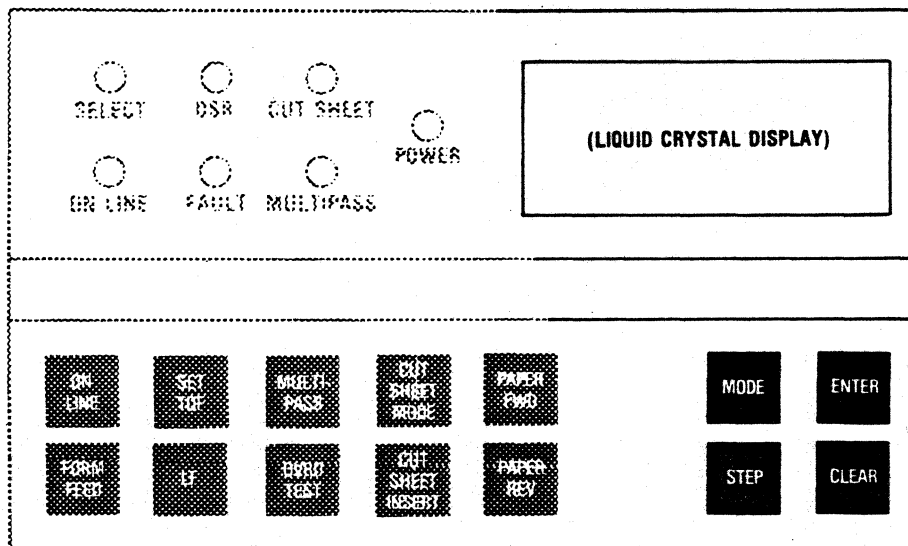 SELECT DSR CUT SHEET
POWER
(LIQUID CRYSTAL DISPLAY)
ON LINE FAULT MULTIPASS
ON
LINE
SET
TOF
MULTI-
PASS
CUT
SHEET
MODE
PAPER
FWD
MODE
ENTER
FORM
FEED
LF
OVRD
TEST
CUT
SHEET
INSERT
PAPER
REV
STEP
CLEAR